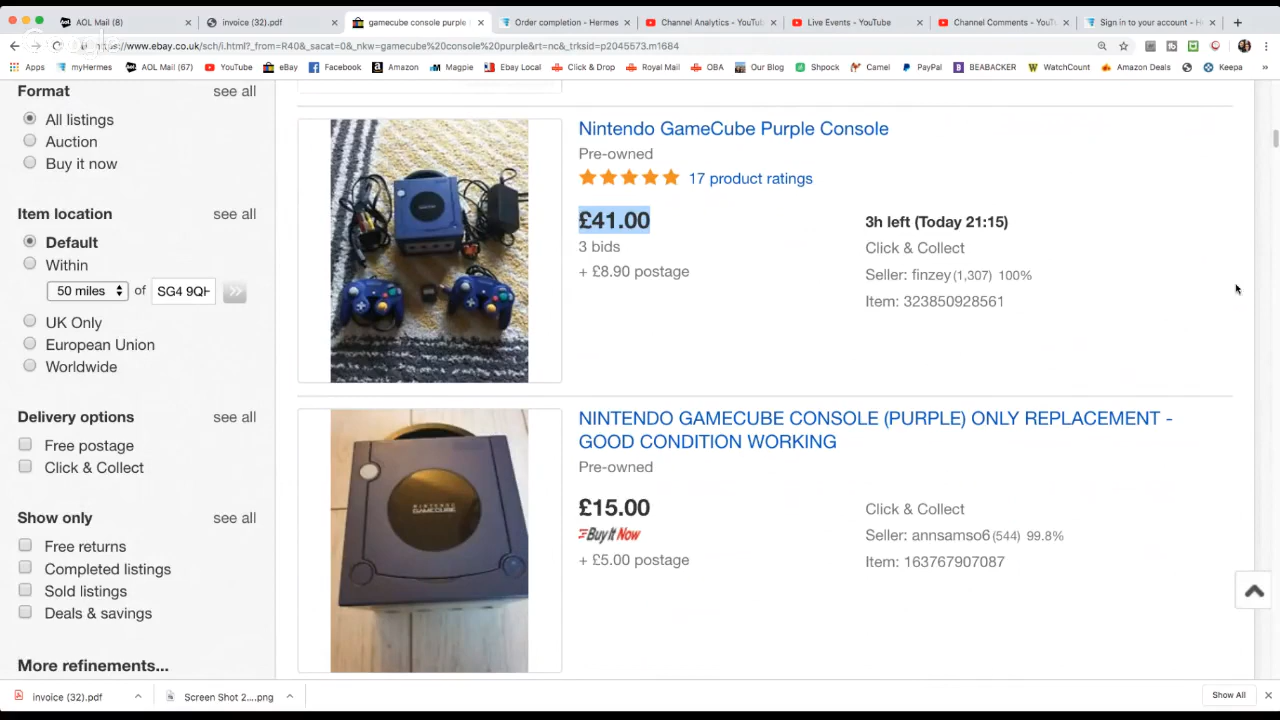 AOL Mail (8)
invoice (32).pdf
gamecube console purple
Order completion - Hermes
Channel Analytics - YouTub
Live Events - YouTube
Channel Comments - YouTu
Sign in to your account - H
https://www.ebay.co.uk/sch/i.html?_from=R40&_sacat=0&_nkw=gamecube%20console%20purple&rt=nc&_trksid=p2045573.m1684
Apps myHermes AOL Mail (67) YouTube eBay Facebook Amazon Magpie Ebay Local Click & Drop Royal Mail OBA Our Blog Shpock Camel PayPal BEABACKER WatchCount Amazon Deals Keepa »
Format see all
All listings
Auction
Buy it now
Item location see all
Default
Within
50 miles of SG4 9QH
UK Only
European Union
Worldwide
Delivery options see all
Free postage
Click & Collect
Show only see all
Free returns
Completed listings
Sold listings
Deals & savings
More refinements...
Nintendo GameCube Purple Console
Pre-owned
17 product ratings
£41.00
3 bids
+ £8.90 postage
3h left (Today 21:15)
Click & Collect
Seller: finzey (1,307) 100%
Item: 323850928561
NINTENDO GAMECUBE CONSOLE (PURPLE) ONLY REPLACEMENT -
GOOD CONDITION WORKING
Pre-owned
£15.00
Buy It Now
+ £5.00 postage
Click & Collect
Seller: annsamso6 (544) 99.8%
Item: 163767907087
NINTENDO
GAMECUBE
invoice (32).pdf
Screen Shot 2....png
Show All